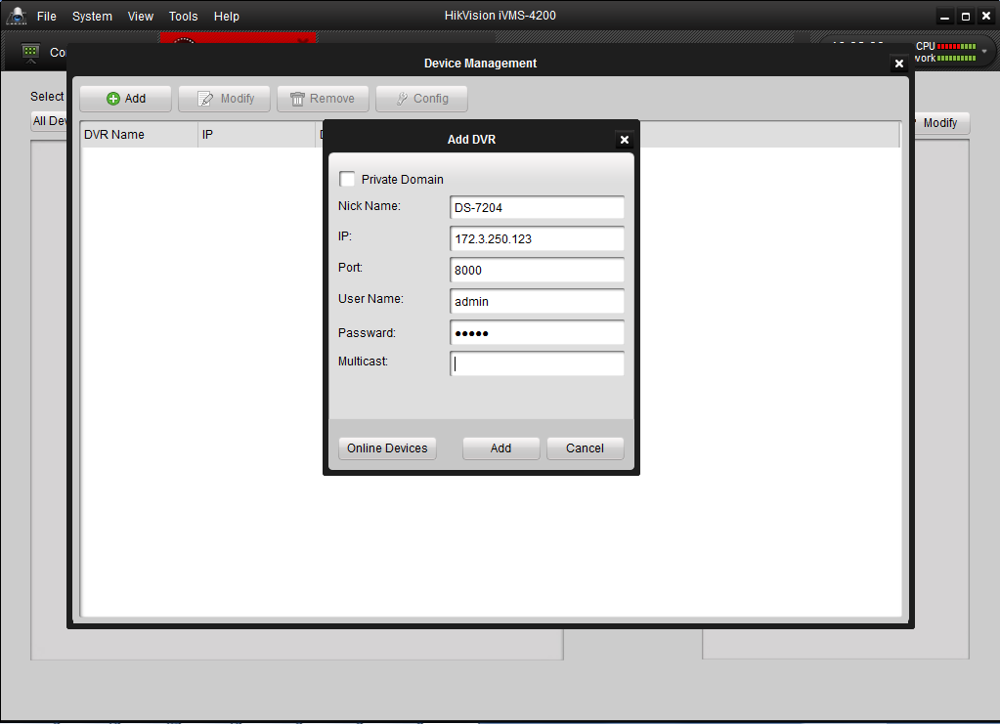 File System View Tools Help HikVision iVMS-4200
CPU
work
Device Management
Select
All Dev
Add Modify Remove Config
Modify
DVR Name IP
Add DVR
Private Domain
Nick Name: DS-7204
IP: 172.3.250.123
Port: 8000
User Name: admin
Passward: •••••
Multicast:
Online Devices Add Cancel